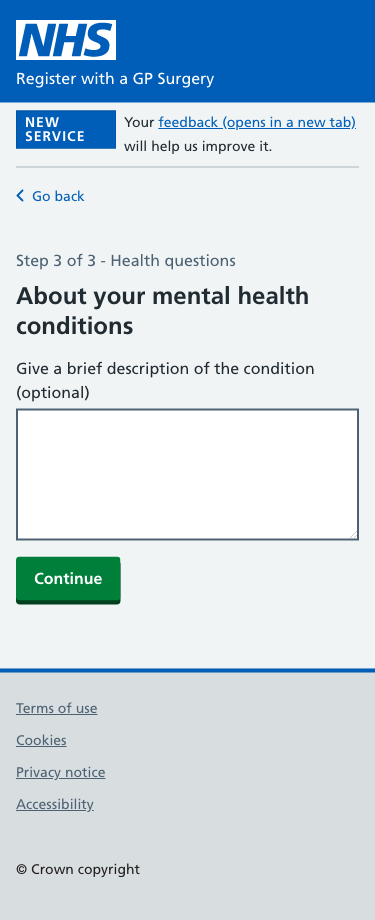 NHS
Register with a GP Surgery
NEW
SERVICE
Your feedback (opens in a new tab)
will help us improve it.
Go back
Step 3 of 3 - Health questions
About your mental health
conditions
Give a brief description of the condition
(optional)
Continue
Terms of use
Cookies
Privacy notice
Accessibility
© Crown copyright